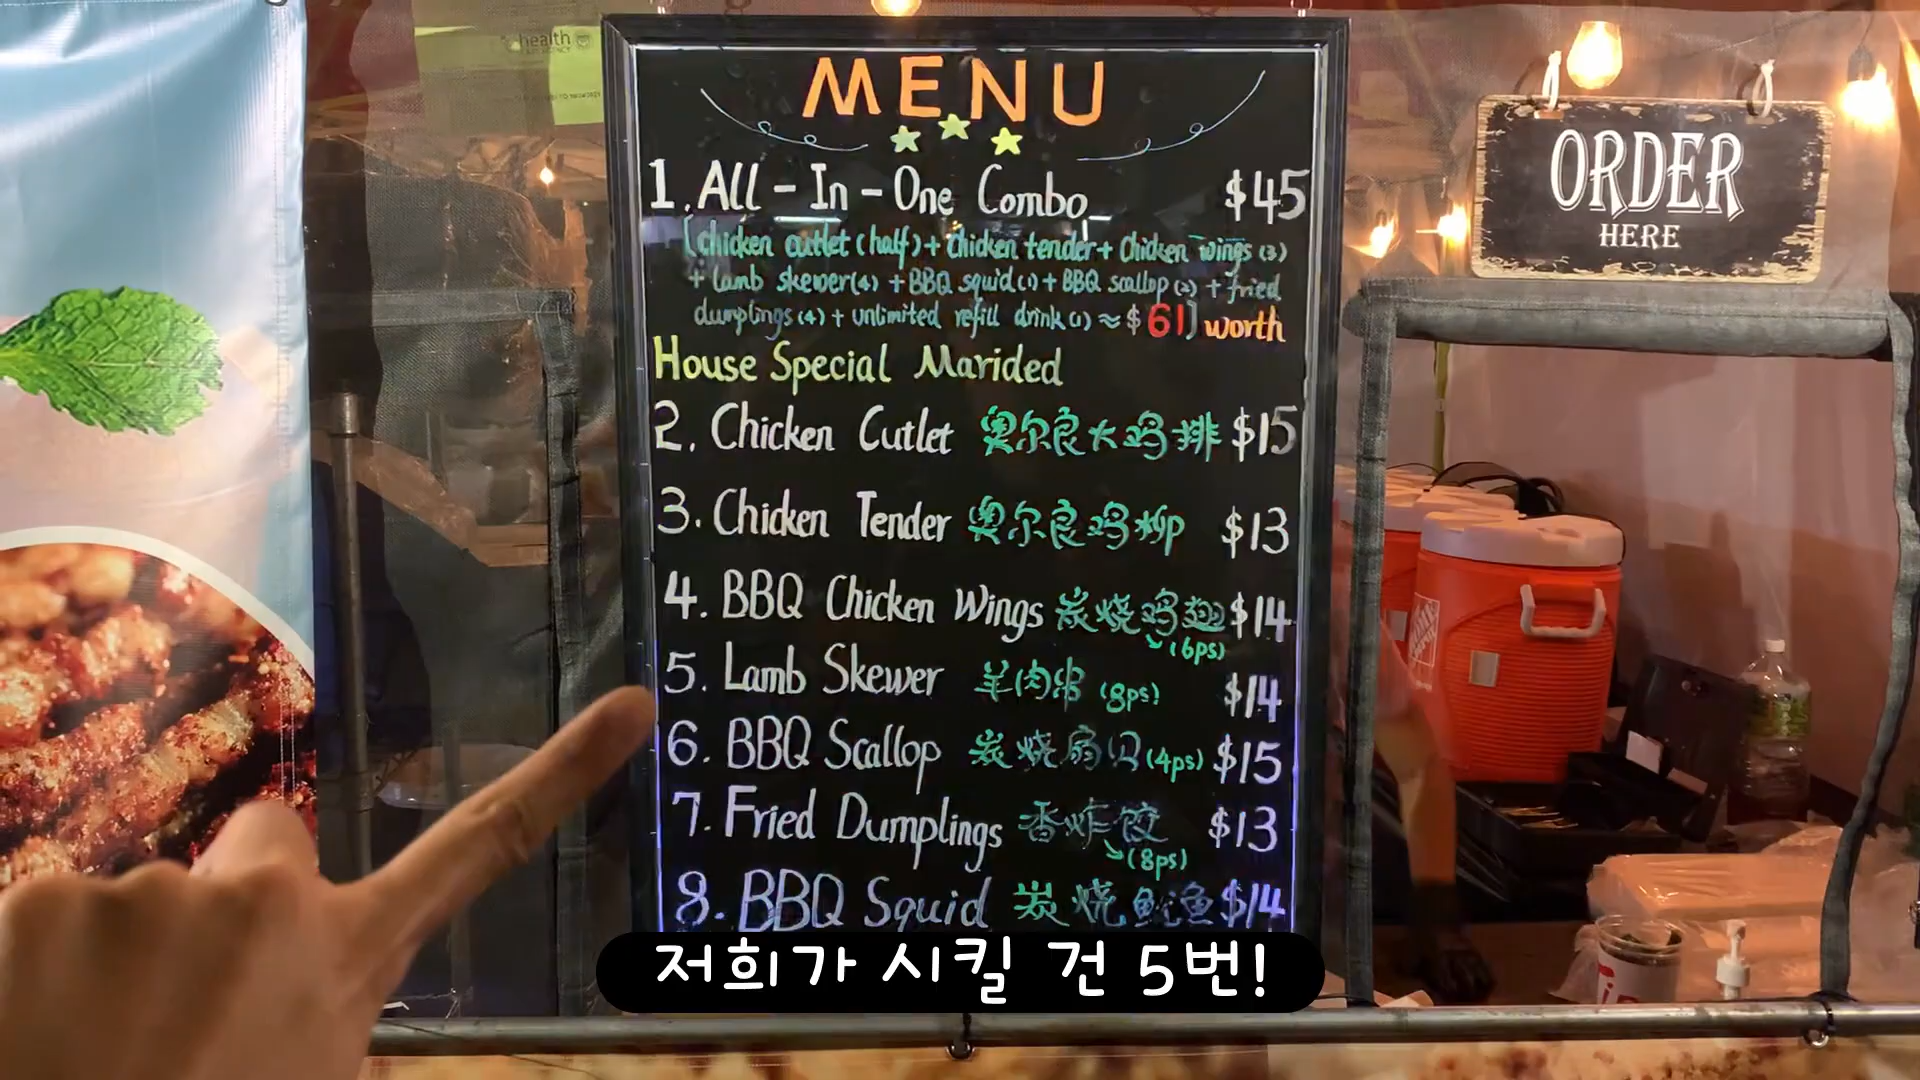 health
MENU
ORDER
HERE
1. All-In-One Combo $45
[chicken cutlet (half) + chicken tender + chicken wings (3)
+ lamb skewer(4) + BBQ squid(1) + BBQ scallop(2) + fried
dumplings(4) + unlimited refill drink(1) ≈ $61] worth
House Special Marided
2. Chicken Cutlet 奥尔良大鸡排 $15
3. Chicken Tender 奥尔良鸡柳 $13
4. BBQ Chicken Wings 炭烧鸡翅 $14
(6ps)
5. Lamb Skewer 羊肉串 (8ps) $14
6. BBQ Scallop 炭烧扇贝 (4ps) $15
7. Fried Dumplings 香炸饺 $13
(8ps)
8. BBQ Squid 炭烧鱿鱼 $14
저희가 시킬 건 5번!